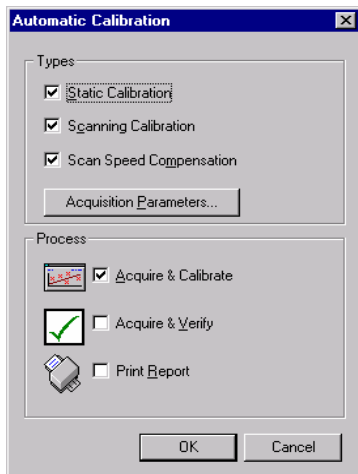 Automatic Calibration
Types
Static Calibration
Scanning Calibration
Scan Speed Compensation
Acquisition Parameters...
Process
Acquire & Calibrate
Acquire & Verify
Print Report
OK Cancel